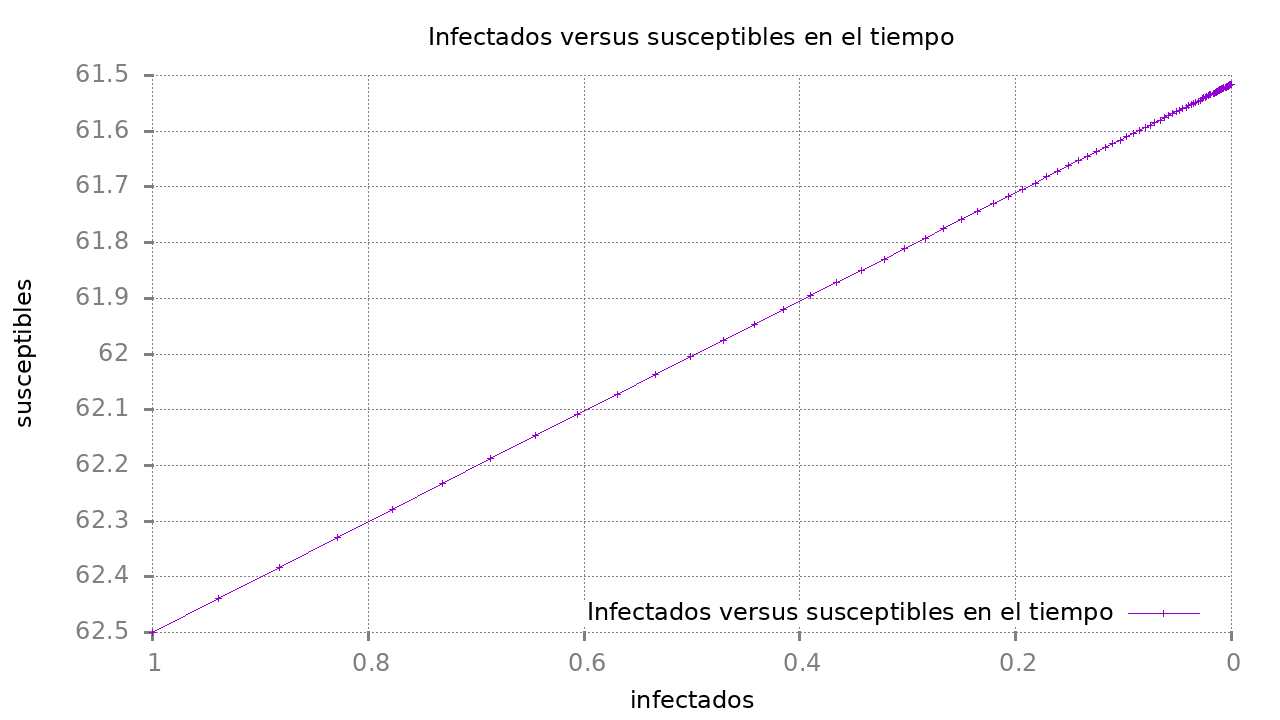 Infectados versus susceptibles en el tiempo
61.5
61.6
61.7
61.8
61.9
62
62.1
62.2
62.3
62.4
62.5
susceptibles
Infectados versus susceptibles en el tiempo
1 0.8 0.6 0.4 0.2 0
infectados